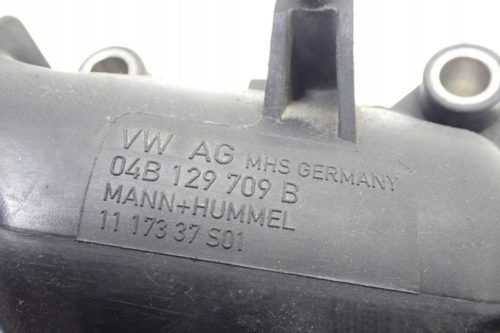 VW AG MHS GERMANY
04B 129 709 B
MANN+HUMMEL
11 173 37 S01